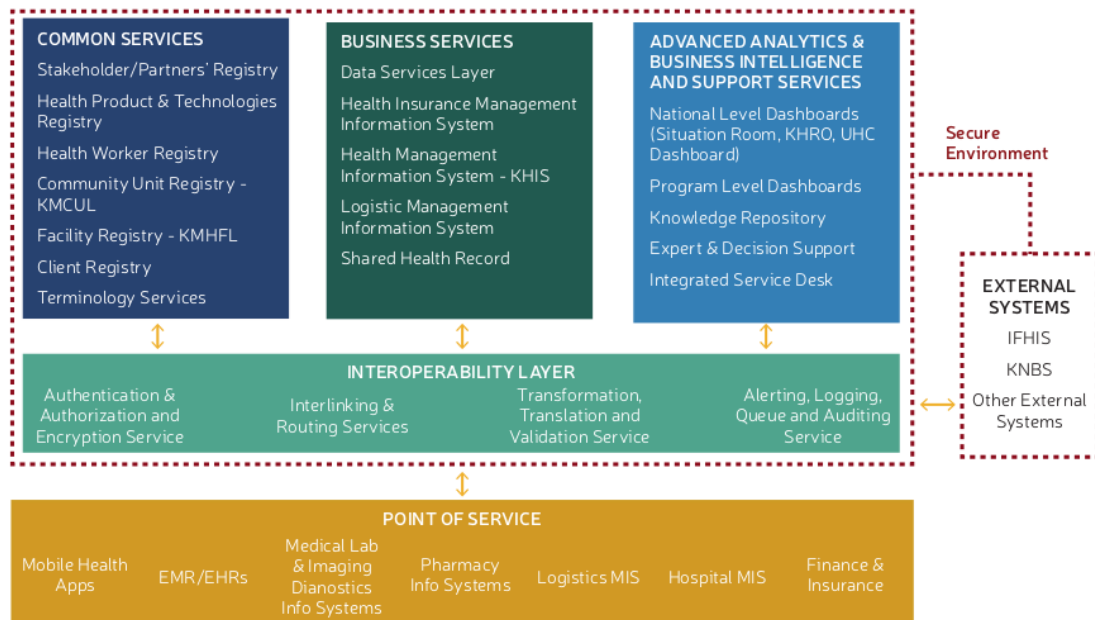 COMMON SERVICES
Stakeholder/Partners' Registry
Health Product & Technologies
Registry
Health Worker Registry
Community Unit Registry -
KMCUL
Facility Registry - KMHFL
Client Registry
Terminology Services
BUSINESS SERVICES
Data Services Layer
Health Insurance Management
Information System
Health Management
Information System - KHIS
Logistic Management
Information System
Shared Health Record
ADVANCED ANALYTICS &
BUSINESS INTELLIGENCE
AND SUPPORT SERVICES
National Level Dashboards
(Situation Room, KHRO, UHC
Dashboard)
Program Level Dashboards
Knowledge Repository
Expert & Decision Support
Integrated Service Desk
Secure
Environment
EXTERNAL
SYSTEMS
IFHIS
KNBS
Other External
Systems
INTEROPERABILITY LAYER
Authentication &
Authorization and
Encryption Service
Interlinking &
Routing Services
Transformation,
Translation and
Validation Service
Alerting, Logging,
Queue and Auditing
Service
POINT OF SERVICE
Mobile Health
Apps
EMR/EHRs
Medical Lab
& Imaging
Dianostics
Info Systems
Pharmacy
Info Systems
Logistics MIS
Hospital MIS
Finance &
Insurance